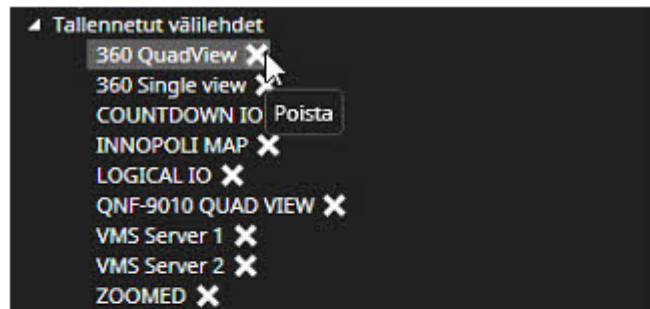 Tallennetut välilehdet
360 QuadView
360 Single view
COUNTDOWN IO Poista
INNOPOLI MAP
LOGICAL IO
QNF-9010 QUAD VIEW
VMS Server 1
VMS Server 2
ZOOMED